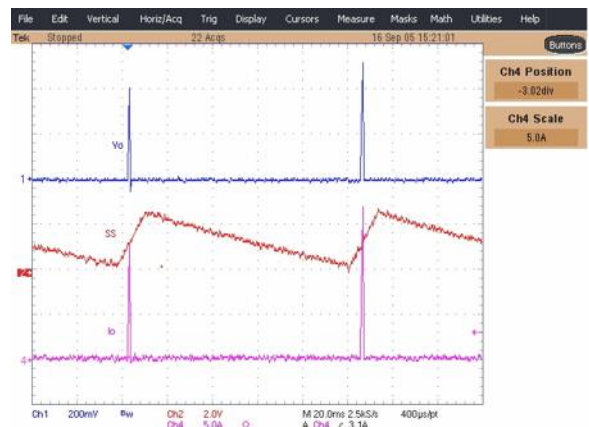 File Edit Vertical Horiz/Acq Trig Display Cursors Measure Masks Math Utilities Help
Tek Stopped 22 Acqs 16 Sep 05 15:21:01
Buttons
Ch4 Position
-3.02div
Ch4 Scale
5.0A
Vo
1
SS
Io
4
Ch1 200mV Bw Ch2 2.0V M 20.0ms 2.5kS/s 400µs/pt
Ch4 5.0A Ω A Ch4 3.1A